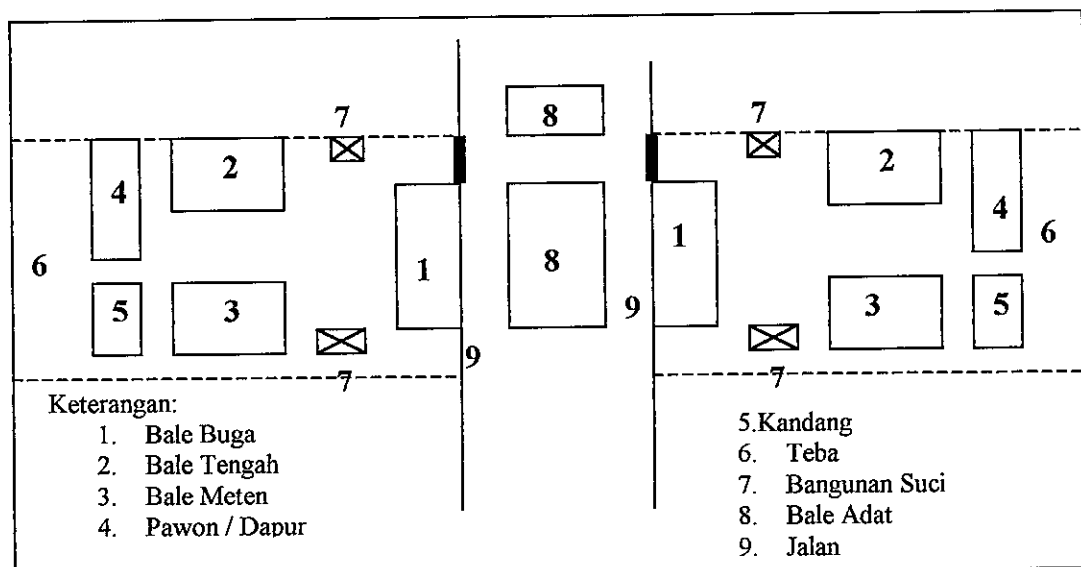 8
7
7
2
2
4
4
1
8
1
6
6
5
3
9
3
5
9
7
7
Keterangan:
1. Bale Buga
2. Bale Tengah
3. Bale Meten
4. Pawon / Dapur
5.Kandang
6. Teba
7. Bangunan Suci
8. Bale Adat
9. Jalan